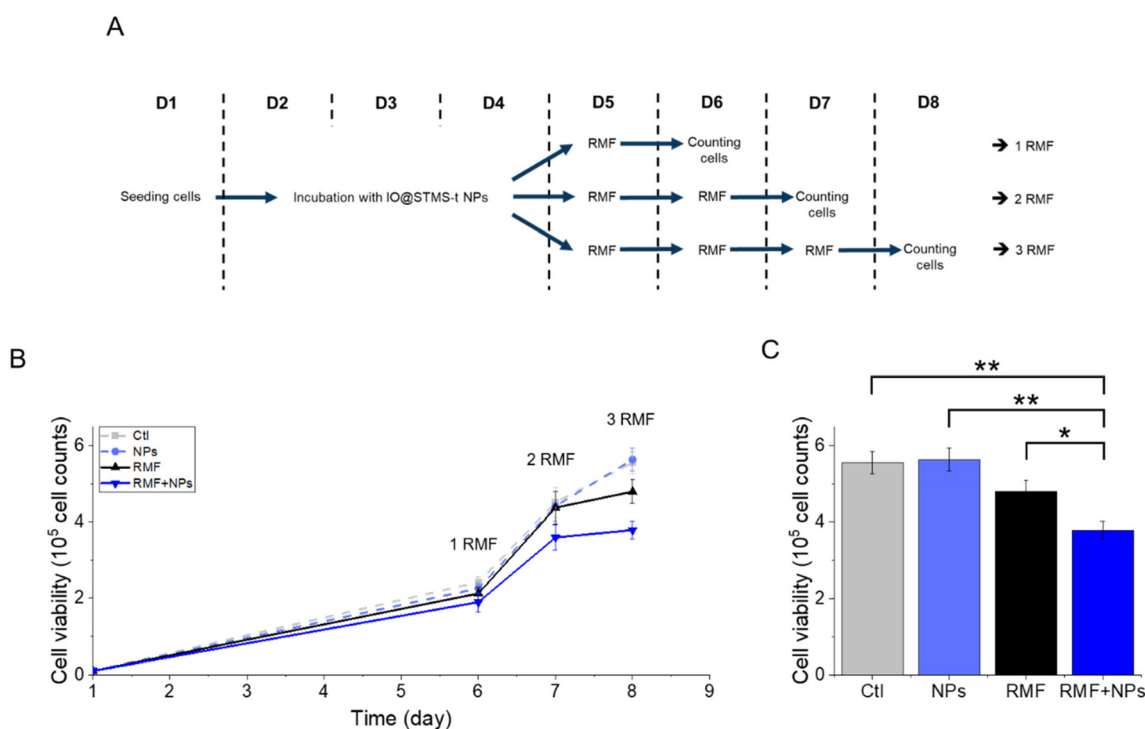 A
D1 D2 D3 D4 D5 D6 D7 D8
RMF Counting cells ➔ 1 RMF
Seeding cells Incubation with IO@STMS-t NPs RMF RMF Counting cells ➔ 2 RMF
RMF RMF RMF Counting cells ➔ 3 RMF
B
Cell viability (10⁵ cell counts)
6
4
2
0
Ctl
NPs
RMF
RMF+NPs
1 RMF
2 RMF
3 RMF
1 2 3 4 5 6 7 8 9
Time (day)
C
Cell viability (10⁵ cell counts)
6
4
2
0
**
**
*
Ctl NPs RMF RMF+NPs